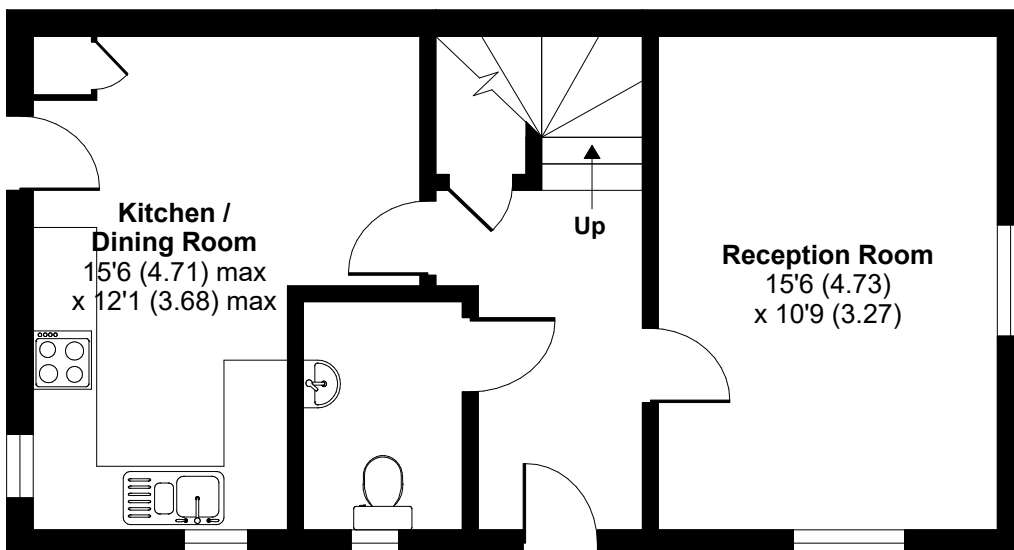 Kitchen /
Dining Room
15'6 (4.71) max
x 12'1 (3.68) max
Up
Reception Room
15'6 (4.73)
x 10'9 (3.27)